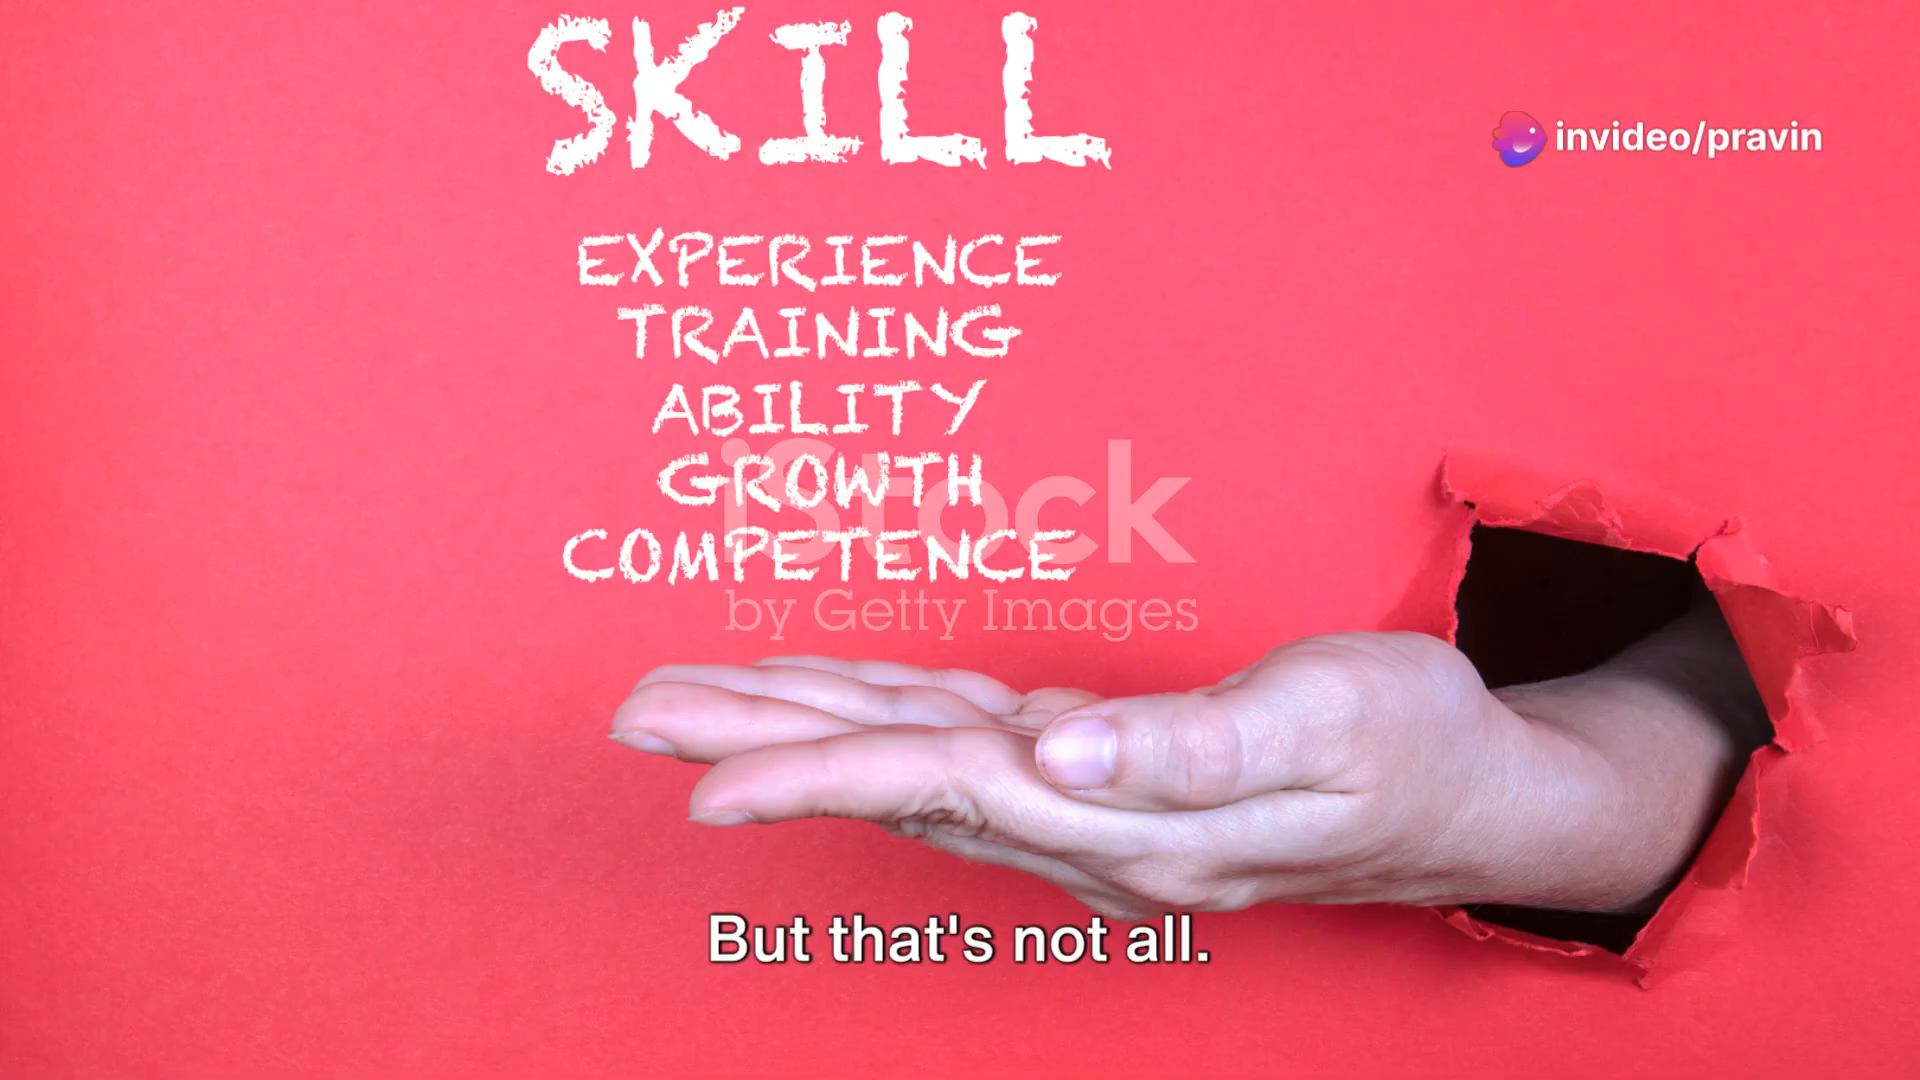 SKILL
invideo/pravin
EXPERIENCE
TRAINING
ABILITY
GROWTH
COMPETENCE
iStock
by Getty Images
But that's not all.